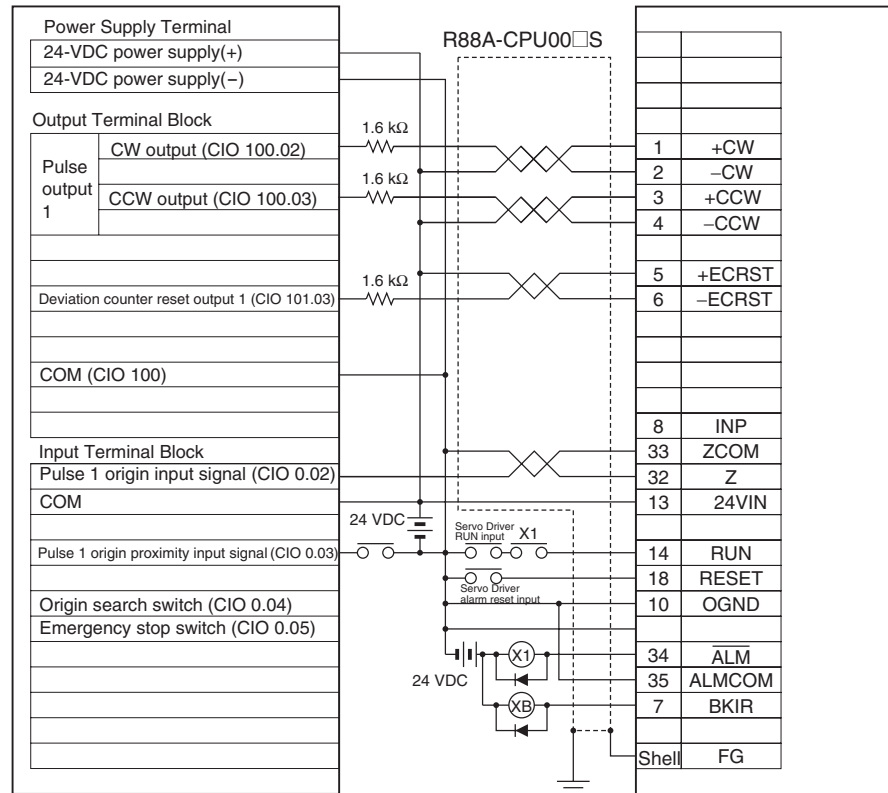 Power Supply Terminal
24-VDC power supply(+)
24-VDC power supply(−)
R88A-CPU00□S
Output Terminal Block
Pulse output 1
CW output (CIO 100.02)
1.6 kΩ
1 +CW
2 −CW
CCW output (CIO 100.03)
1.6 kΩ
3 +CCW
4 −CCW
5 +ECRST
Deviation counter reset output 1 (CIO 101.03)
1.6 kΩ
6 −ECRST
COM (CIO 100)
8 INP
Input Terminal Block
33 ZCOM
Pulse 1 origin input signal (CIO 0.02)
32 Z
COM
13 24VIN
24 VDC
Servo Driver
RUN input
X1
Pulse 1 origin proximity input signal (CIO 0.03)
14 RUN
18 RESET
Servo Driver
alarm reset input
Origin search switch (CIO 0.04)
10 OGND
Emergency stop switch (CIO 0.05)
X1
34 ALM
24 VDC
35 ALMCOM
XB
7 BKIR
Shell FG